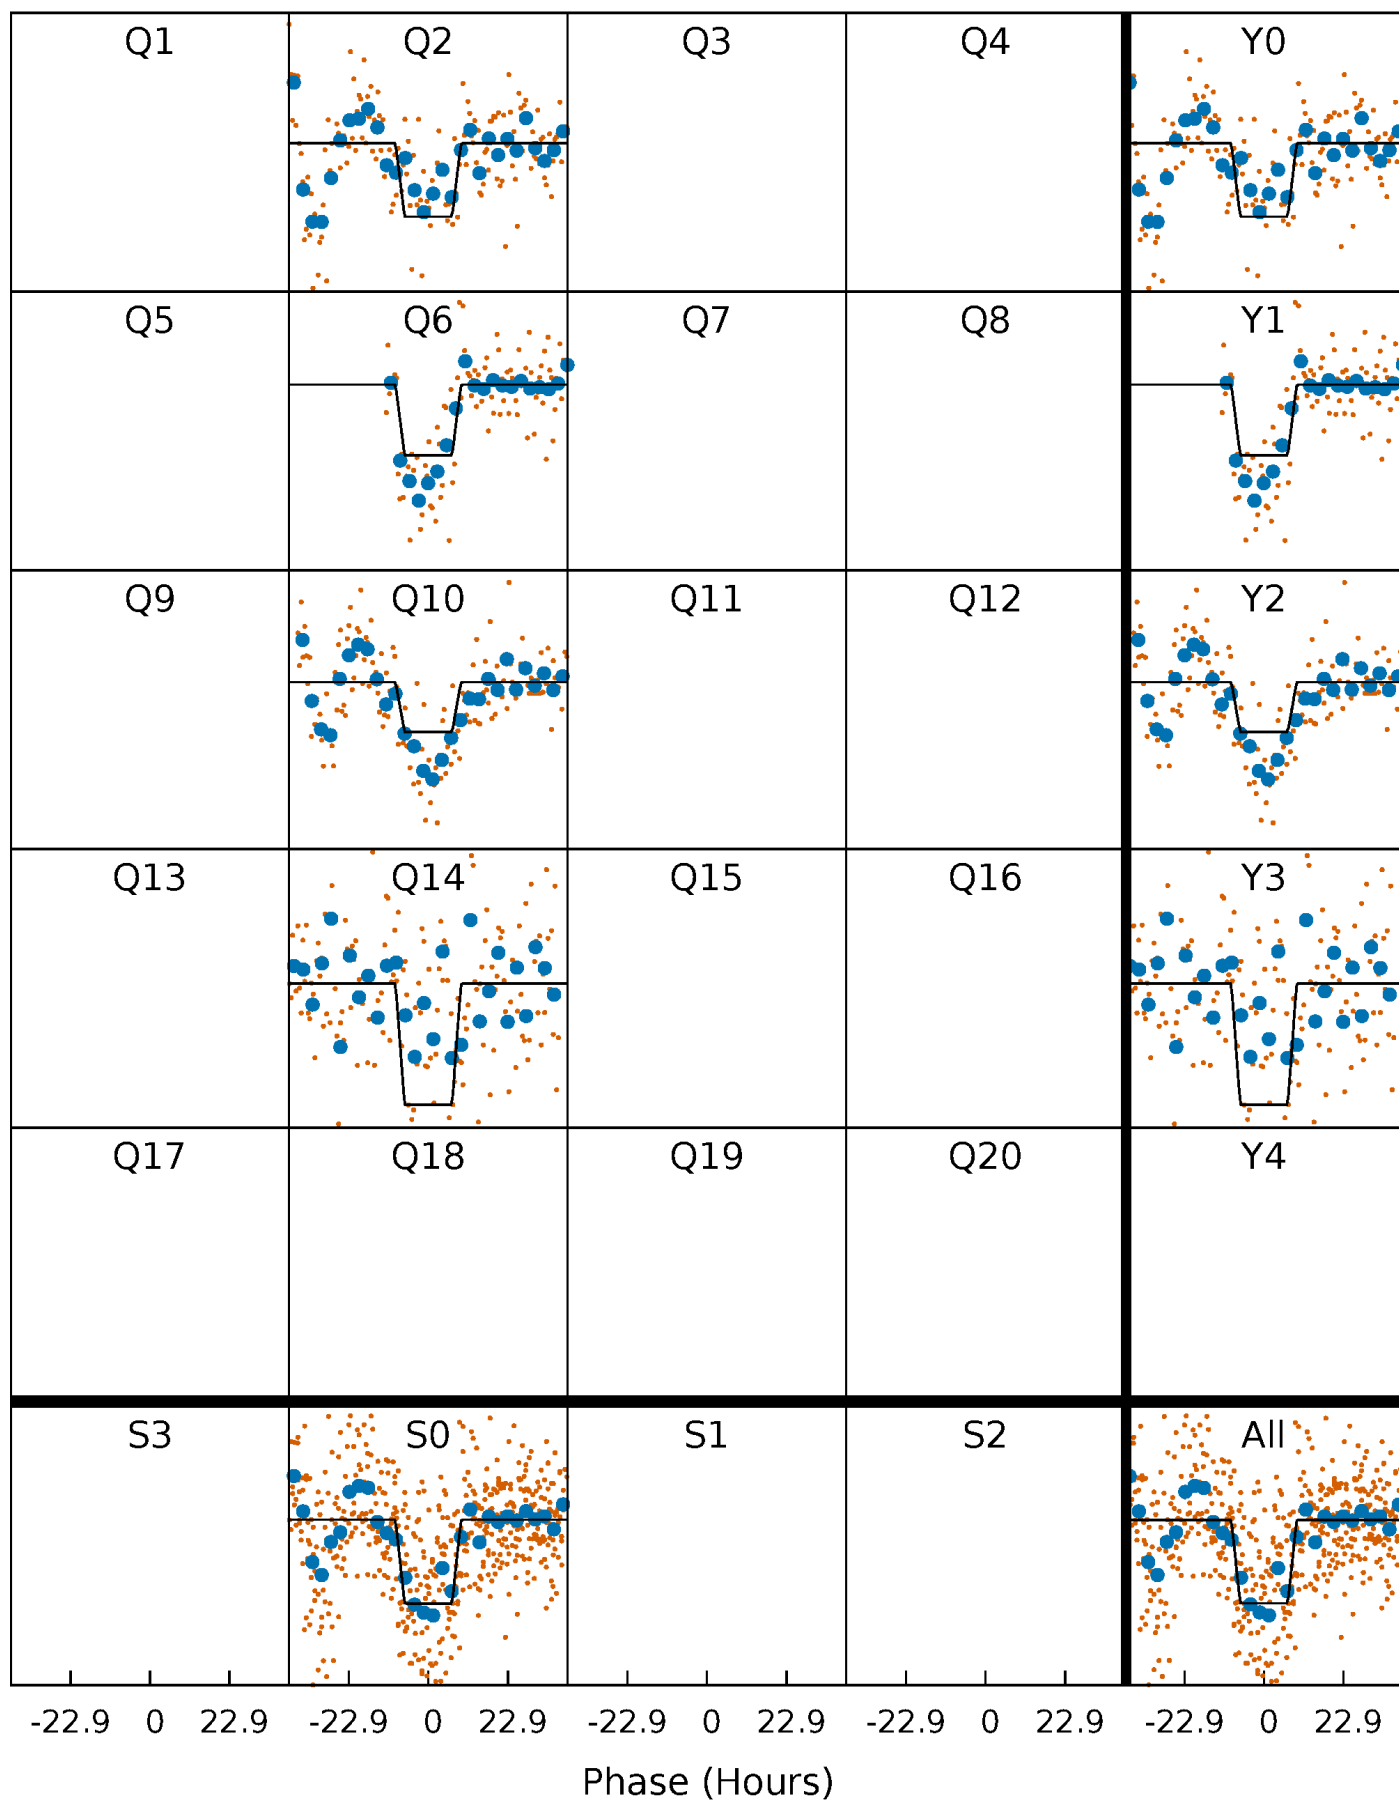 Q1 Q2 Q3 Q4 Y0
Q5 Q6 Q7 Q8 Y1
Q9 Q10 Q11 Q12 Y2
Q13 Q14 Q15 Q16 Y3
Q17 Q18 Q19 Q20 Y4
S3 S0 S1 S2 All
-22.9 0 22.9 -22.9 0 22.9 -22.9 0 22.9 -22.9 0 22.9 -22.9 0 22.9
Phase (Hours)